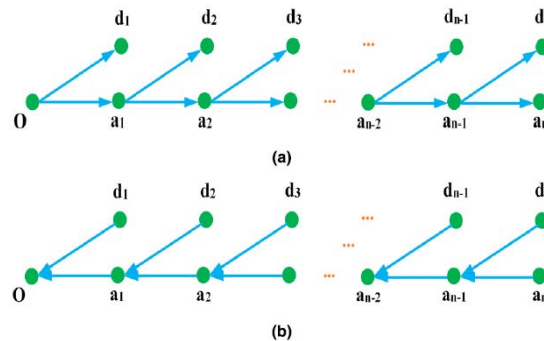 d1 d2 d3 ... dn-1 d
...
...
O a1 a2 an-2 an-1 a
(a)
d1 d2 d3 ... dn-1 d
...
...
O a1 a2 an-2 an-1 a
(b)